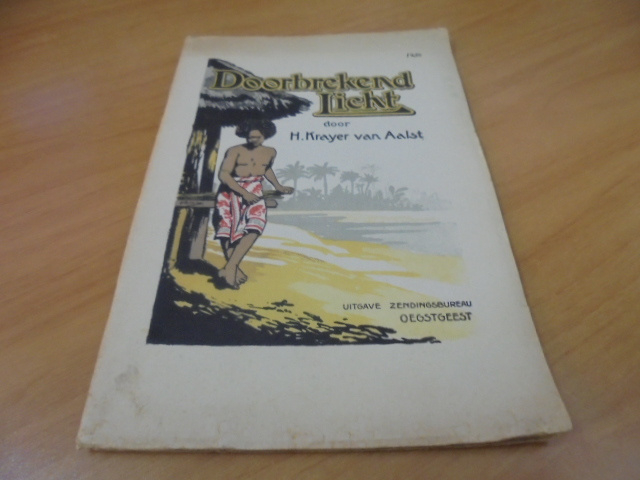 Doorbrekend
Licht
door
H. Krayer van Aalst
UITGAVE ZENDINGSBUREAU
OEGSTGEEST